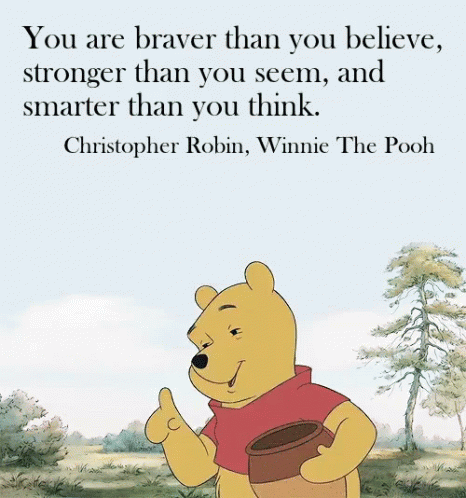 You are braver than you believe,
stronger than you seem, and
smarter than you think.
Christopher Robin, Winnie The Pooh